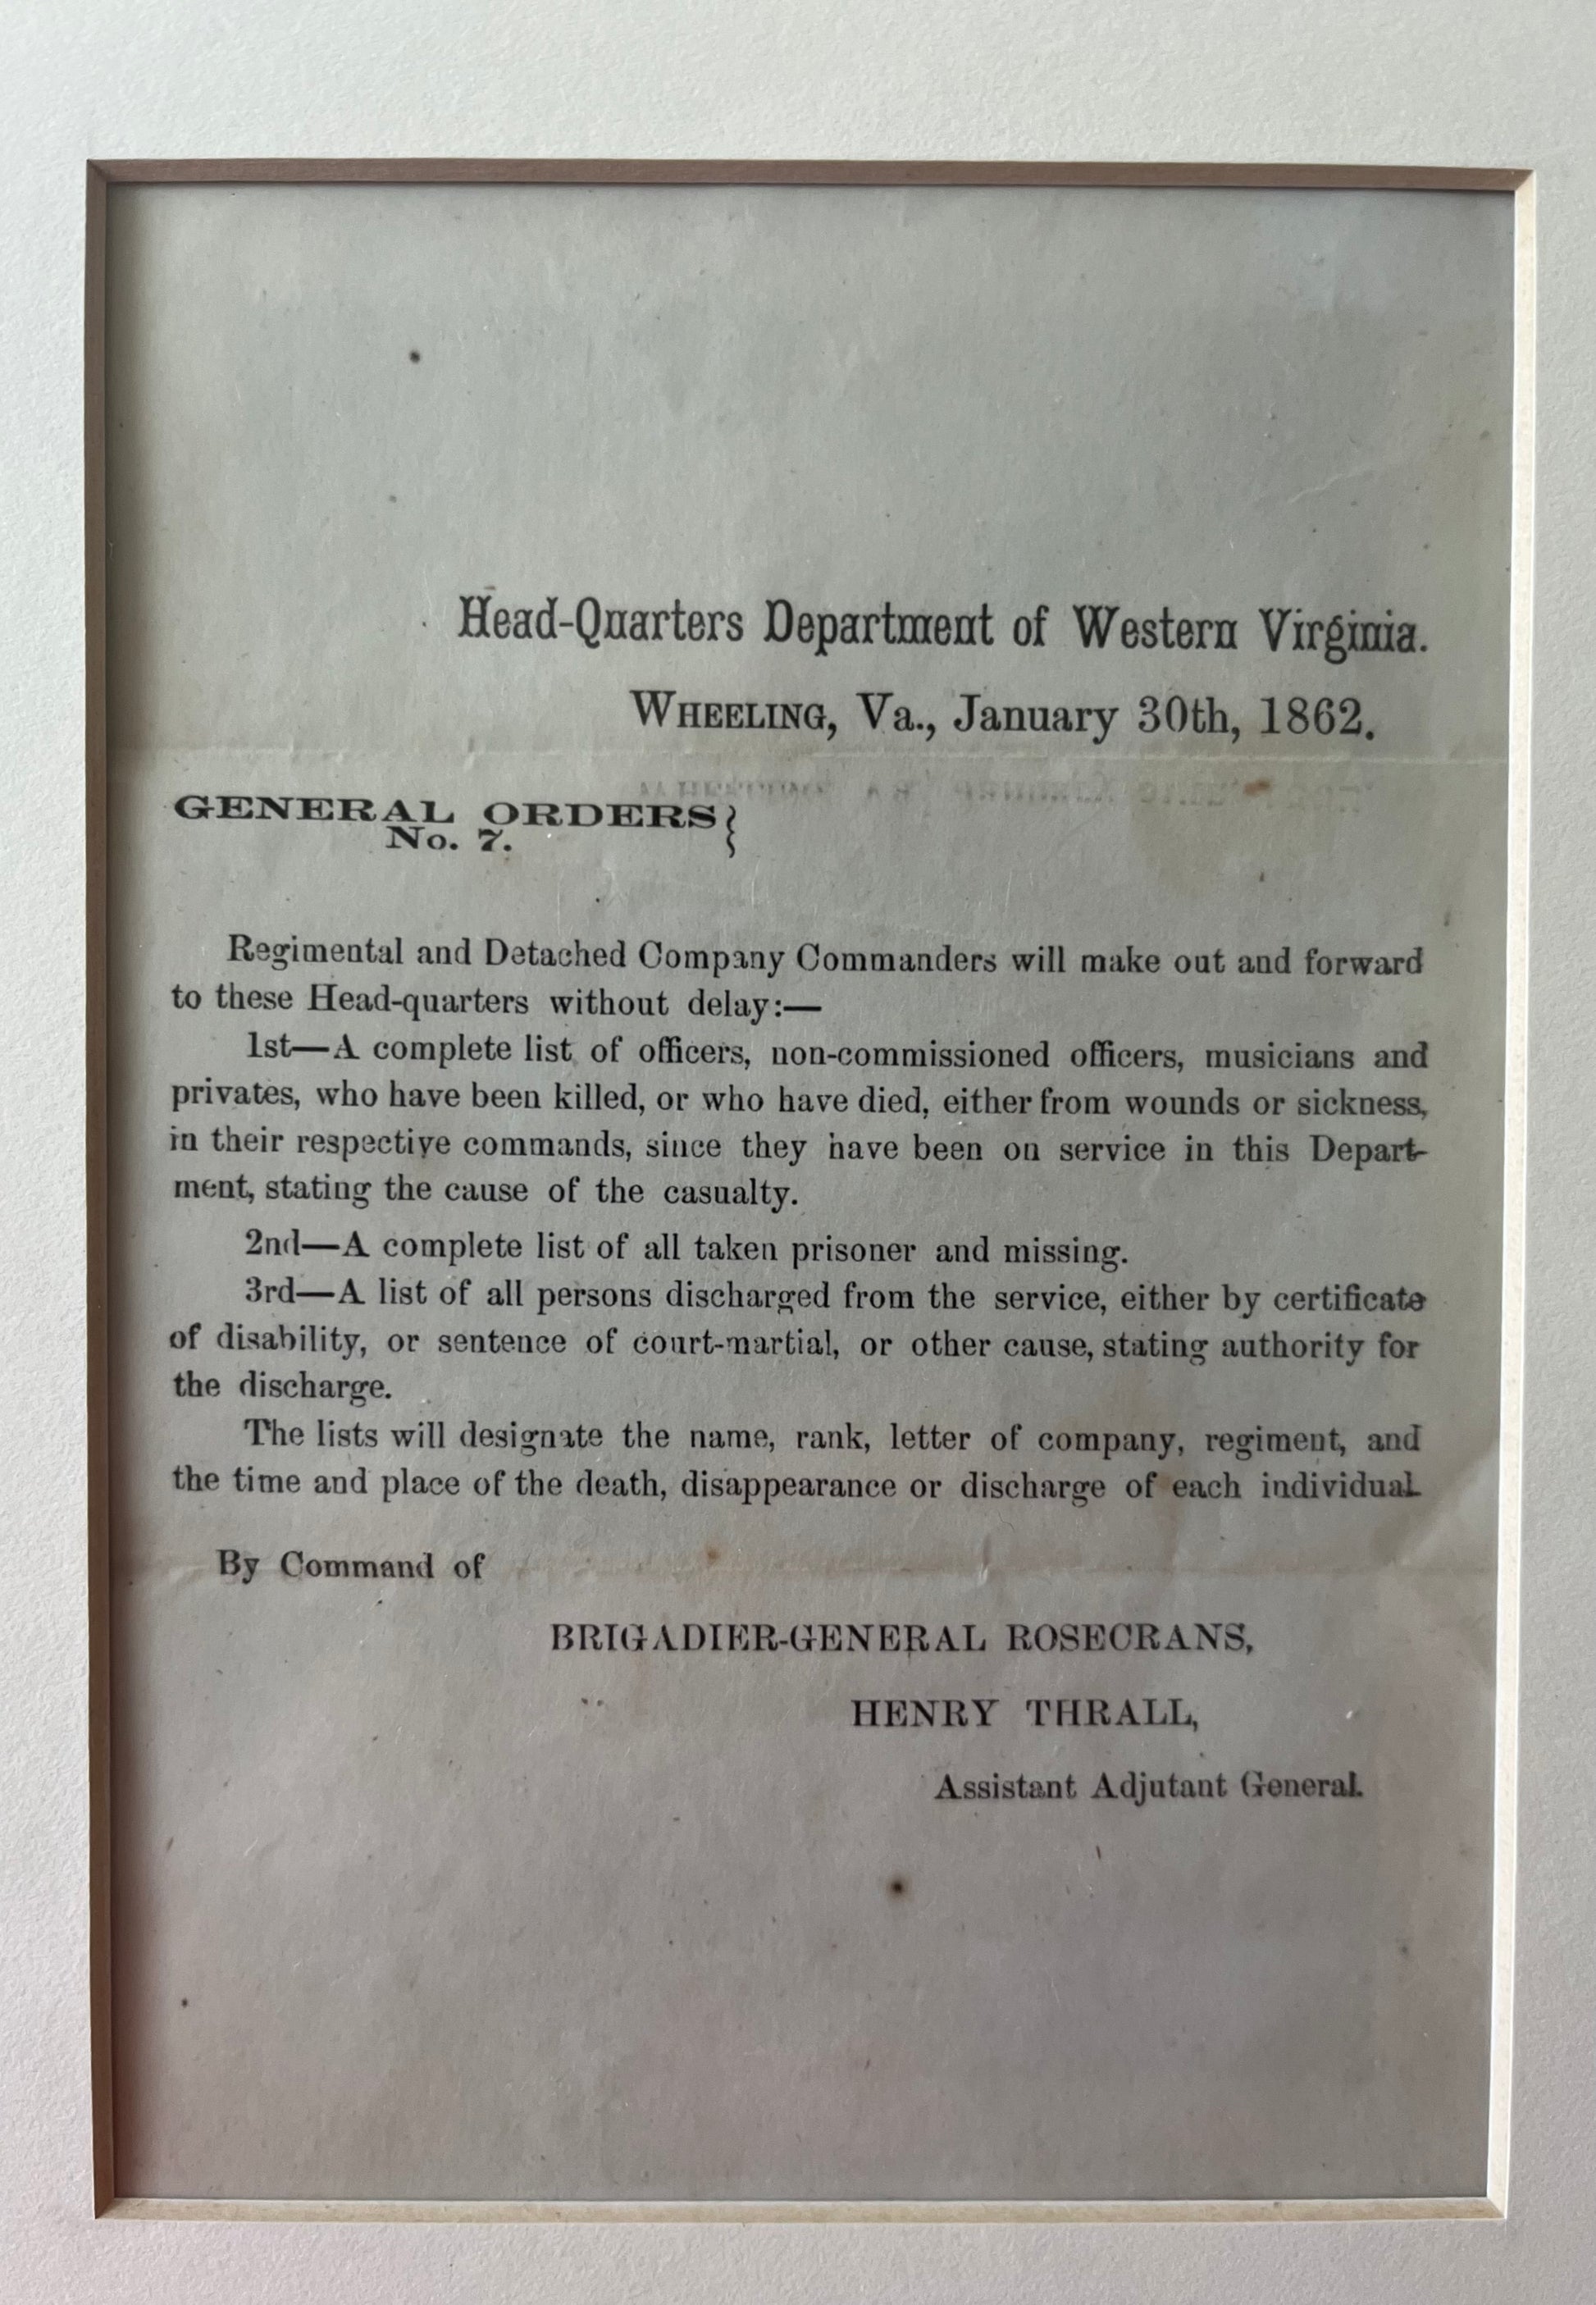 Head-Quarters Department of Western Virginia.
WHEELING, Va., January 30th, 1862.
GENERAL ORDERS}
No. 7.
Regimental and Detached Company Commanders will make out and forward
to these Head-quarters without delay:—
1st—A complete list of officers, non-commissioned officers, musicians and
privates, who have been killed, or who have died, either from wounds or sickness,
in their respective commands, since they have been on service in this Depart-
ment, stating the cause of the casualty.
2nd—A complete list of all taken prisoner and missing.
3rd—A list of all persons discharged from the service, either by certificate
of disability, or sentence of court-martial, or other cause, stating authority for
the discharge.
The lists will designate the name, rank, letter of company, regiment, and
the time and place of the death, disappearance or discharge of each individual.
By Command of
BRIGADIER-GENERAL ROSECRANS,
HENRY THRALL,
Assistant Adjutant General.